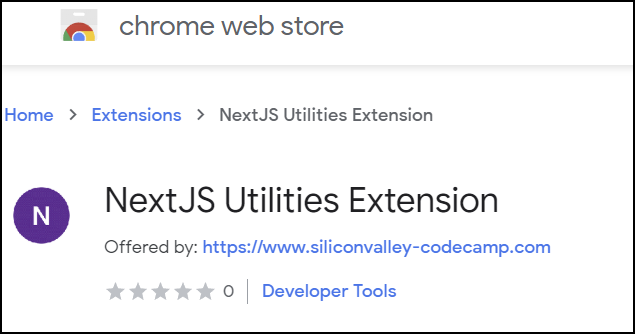 chrome web store
Home > Extensions > NextJS Utilities Extension
N
NextJS Utilities Extension
Offered by: https://www.siliconvalley-codecamp.com
★★★★★ 0 | Developer Tools